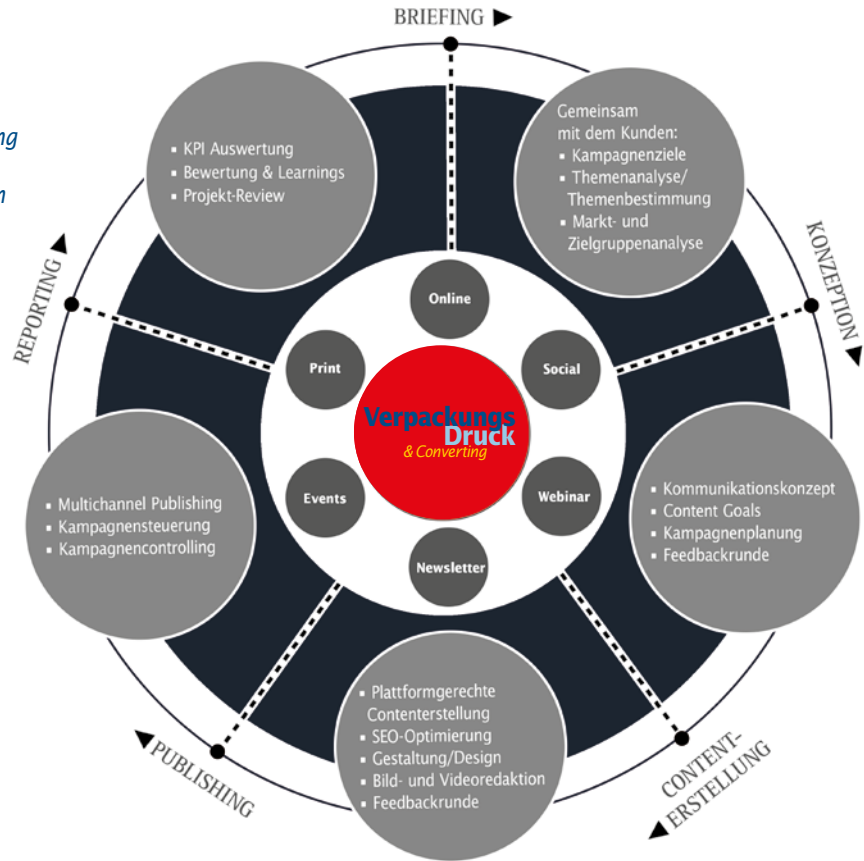 BRIEFING ►
Gemeinsam
mit dem Kunden:
▪ Kampagnenziele
▪ Themenanalyse/
Themenbestimmung
▪ Markt- und
Zielgruppenanalyse
KONZEPTION ►
▪ Kommunikationskonzept
▪ Content Goals
▪ Kampagnenplanung
▪ Feedbackrunde
CONTENT-
ERSTELLUNG ►
▪ Plattformgerechte
Contenterstellung
▪ SEO-Optimierung
▪ Gestaltung/Design
▪ Bild- und Videoredaktion
▪ Feedbackrunde
PUBLISHING ►
▪ Multichannel Publishing
▪ Kampagnensteuerung
▪ Kampagnencontrolling
REPORTING ►
▪ KPI Auswertung
▪ Bewertung & Learnings
▪ Projekt-Review
Online
Social
Webinar
Newsletter
Events
Print
Verpackungs
Druck
& Converting